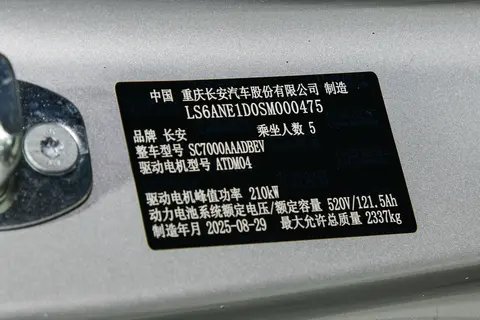 中国 重庆长安汽车股份有限公司 制造
LS6ANE1D0SM000475
品牌 长安 乘坐人数 5
整车型号 SC7000AAADBEV
驱动电机型号 ATDM04
驱动电机峰值功率 210kW
动力电池系统额定电压/额定容量 520V/121.5Ah
制造年月 2025-08-29 最大允许总质量 2337kg